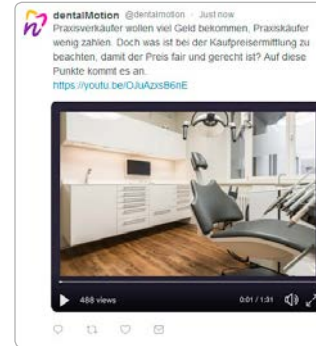 dentalMotion @dentalmotion · Just now
Praxisverkäufer wollen viel Geld bekommen, Praxiskäufer
wenig zahlen. Doch was ist bei der Kaufpreisermittlung zu
beachten, damit der Preis fair und gerecht ist? Auf diese
Punkte kommt es an.
https://youtu.be/OJuAzxsB6nE
488 views
0:01 / 1:31